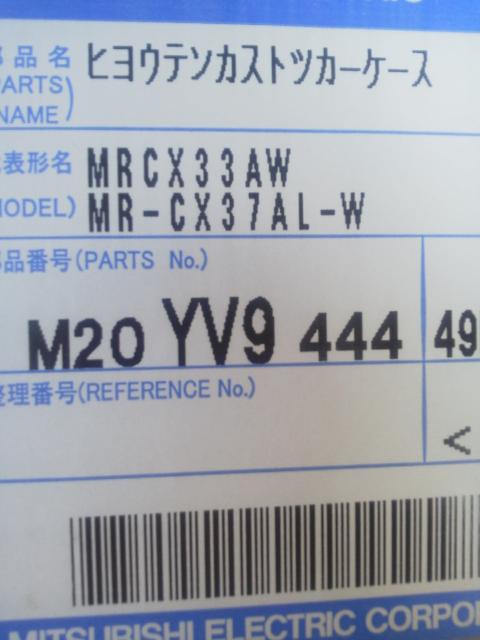 部品名 ヒヨウテンカストツカーケース
(PARTS NAME)
代表形名 MRCX33AW
(MODEL) MR-CX37AL-W
部品番号(PARTS No.)
M20 YV9 444 49
整理番号(REFERENCE No.)
<
MITSUBISHI ELECTRIC CORPO